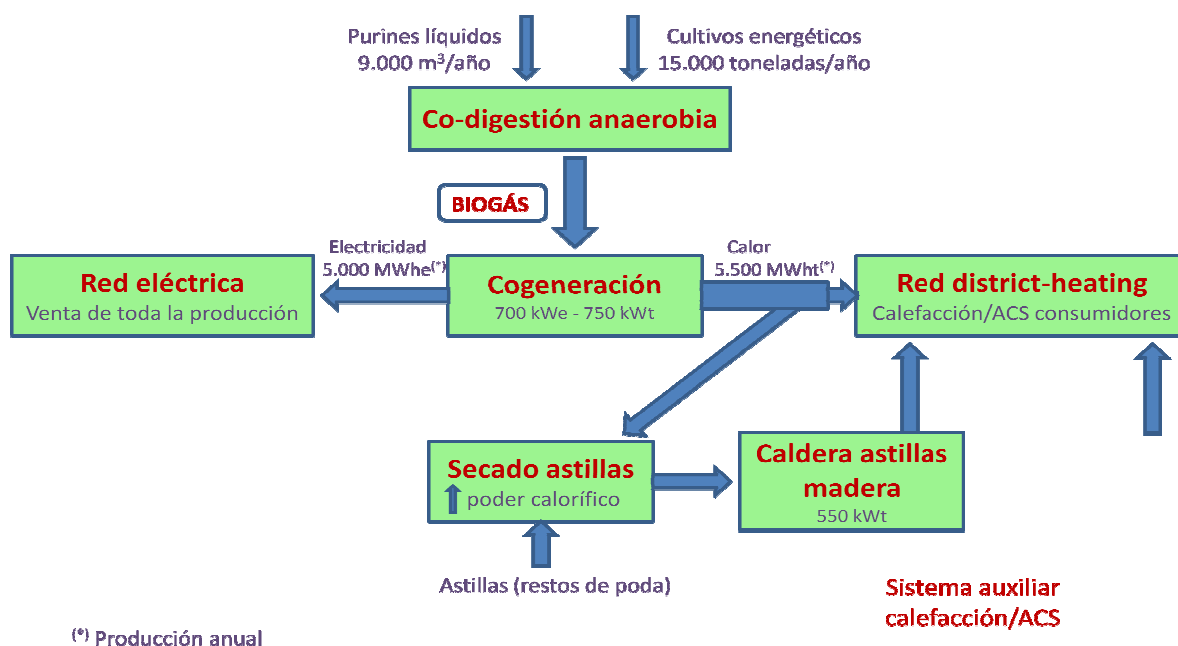 Purines líquidos
9.000 m³/año
Cultivos energéticos
15.000 toneladas/año
Co-digestión anaerobia
BIOGÁS
Electricidad
5.000 MWhe(*)
Calor
5.500 MWht(*)
Red eléctrica
Venta de toda la producción
Cogeneración
700 kWe - 750 kWt
Red district-heating
Calefacción/ACS consumidores
Secado astillas
poder calorífico
Caldera astillas
madera
550 kWt
Astillas (restos de poda)
Sistema auxiliar
calefacción/ACS
(*) Producción anual